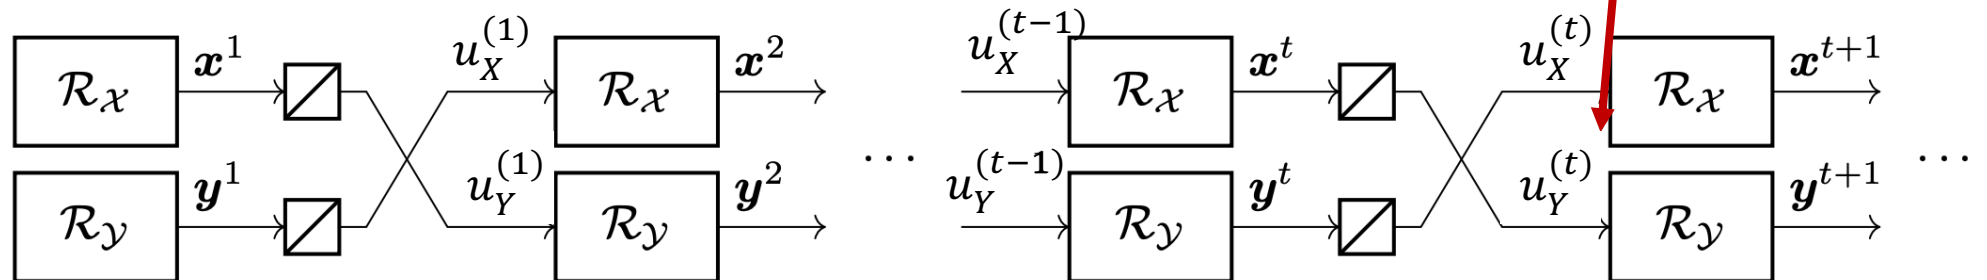 u_X^{(1)} u_X^{(t-1)} u_X^{(t)}
ℛ_𝒳 𝒙^1 ℛ_𝒳 𝒙^2 ℛ_𝒳 𝒙^t ℛ_𝒳 𝒙^{t+1}
··· ···
u_Y^{(1)} u_Y^{(t-1)} u_Y^{(t)}
ℛ_𝒴 𝒚^1 ℛ_𝒴 𝒚^2 ℛ_𝒴 𝒚^t ℛ_𝒴 𝒚^{t+1}